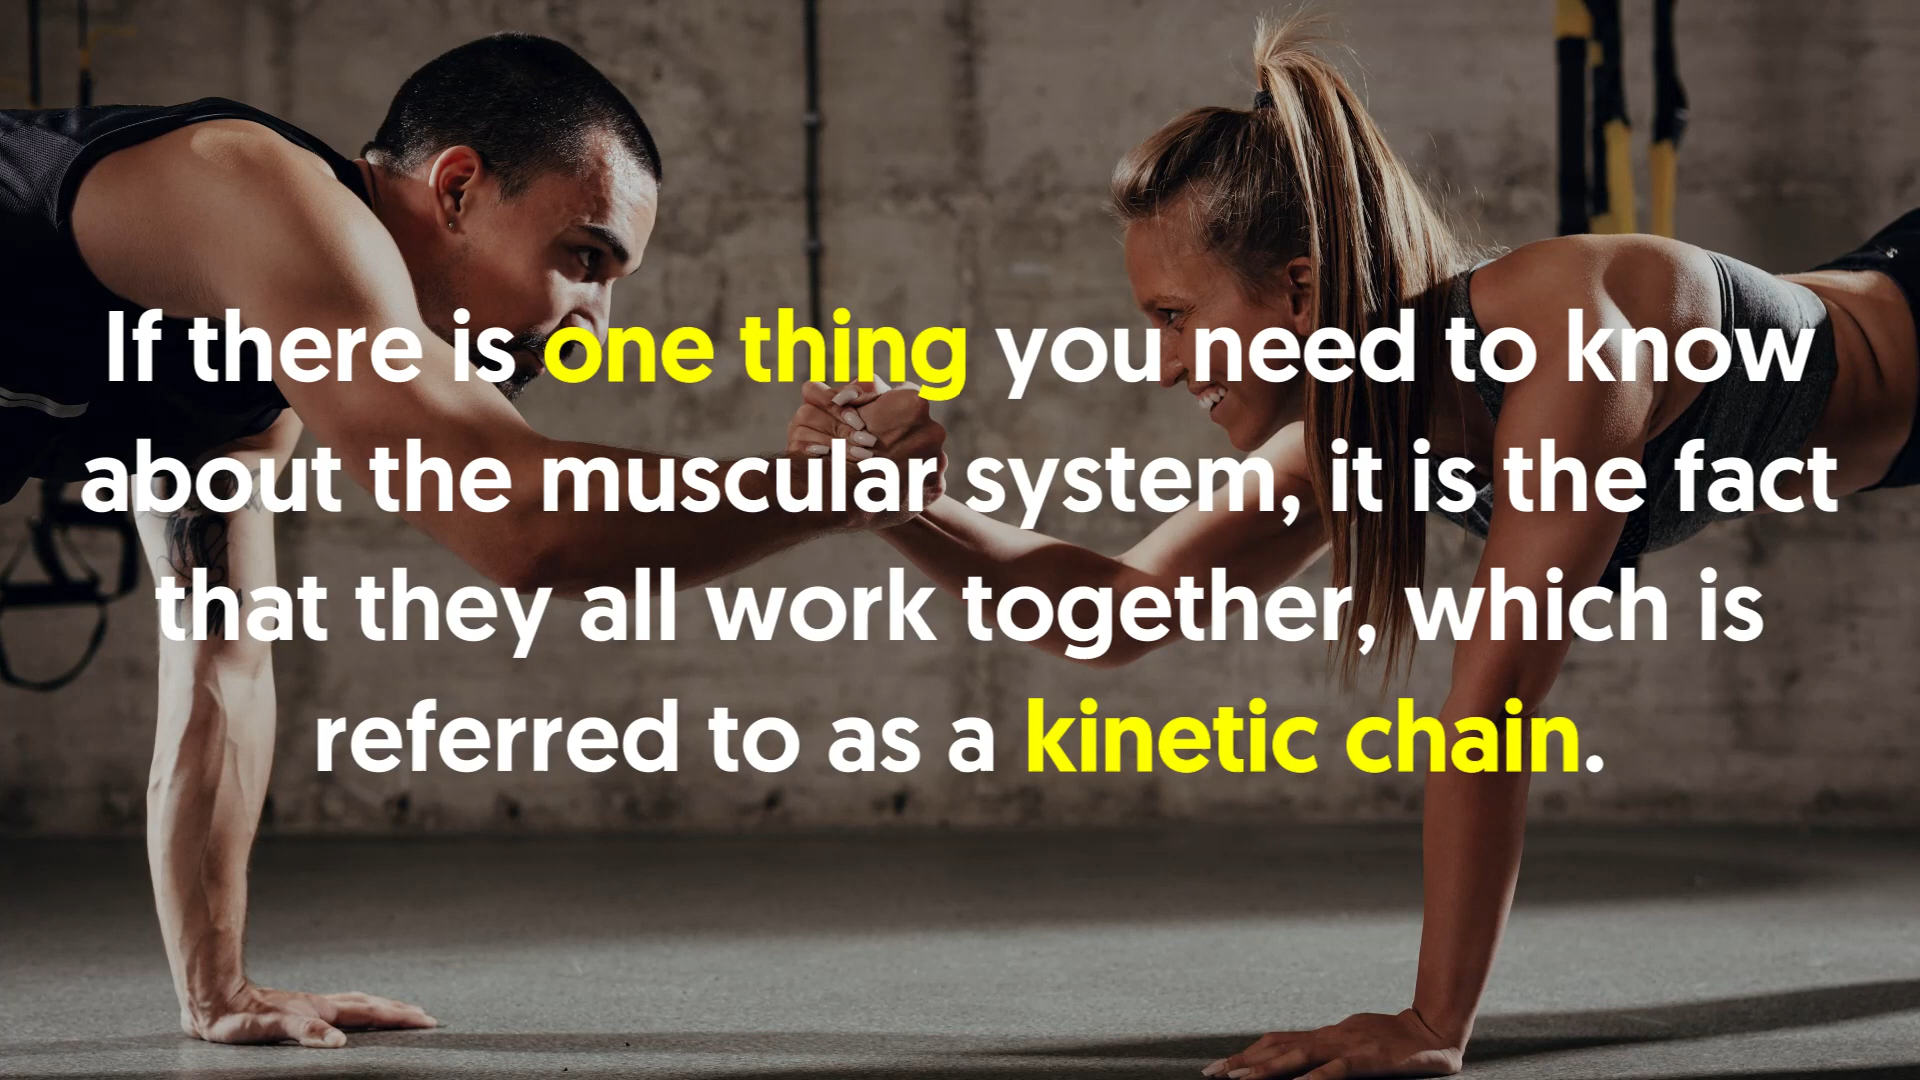 If there is one thing you need to know
about the muscular system, it is the fact
that they all work together, which is
referred to as a kinetic chain.